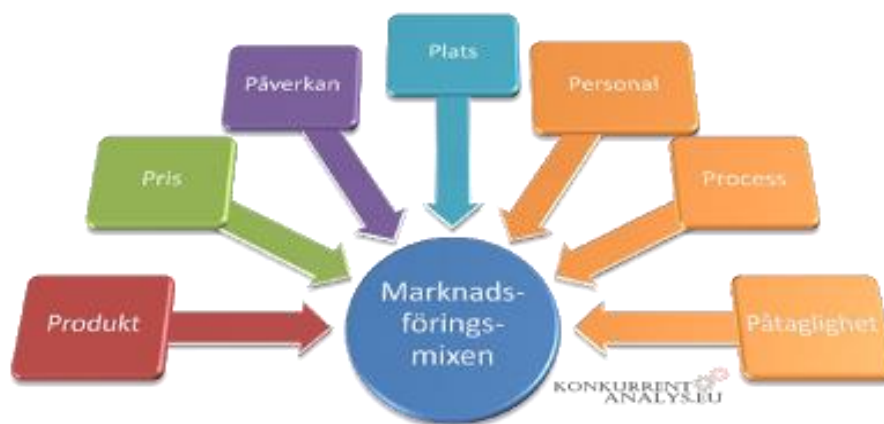 Plats
Påverkan
Personal
Pris
Process
Produkt
Påtaglighet
Marknads-
förings-
mixen
KONKURRENT
ANALYS.EU